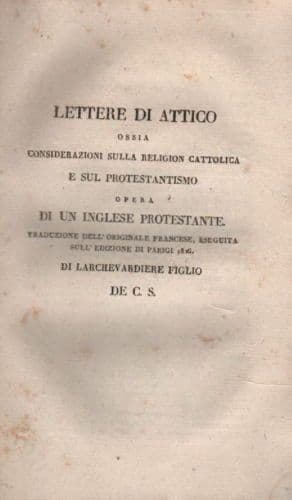 LETTERE DI ATTICO
OSSIA
CONSIDERAZIONI SULLA RELIGION CATTOLICA
E SUL PROTESTANTISMO
OPERA
DI UN INGLESE PROTESTANTE.
TRADUZIONE DELL' ORIGINALE FRANCESE, ESEGUITA
SULL' EDIZIONE DI PARIGI
DI LARCHEVARDIERE FIGLIO
DE C. S.